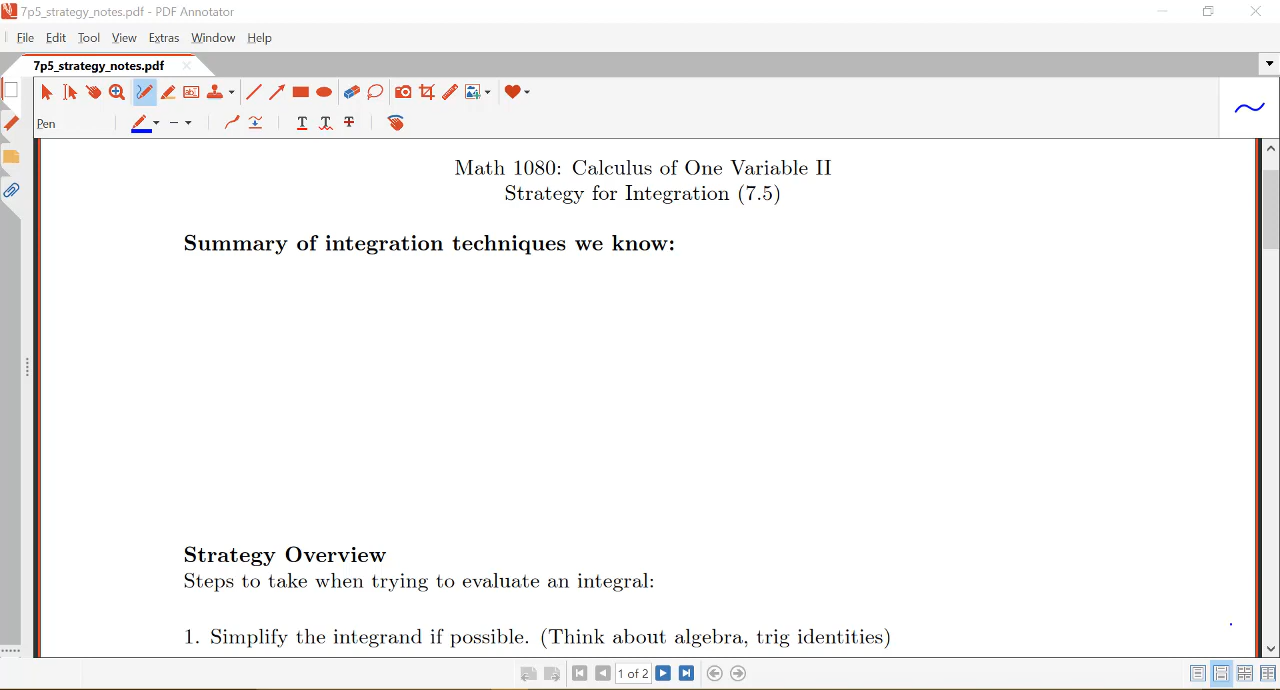 7p5_strategy_notes.pdf - PDF Annotator
File Edit Tool View Extras Window Help
7p5_strategy_notes.pdf
Pen
Math 1080: Calculus of One Variable II
Strategy for Integration (7.5)
Summary of integration techniques we know:
Strategy Overview
Steps to take when trying to evaluate an integral:
1. Simplify the integrand if possible. (Think about algebra, trig identities)
1 of 2